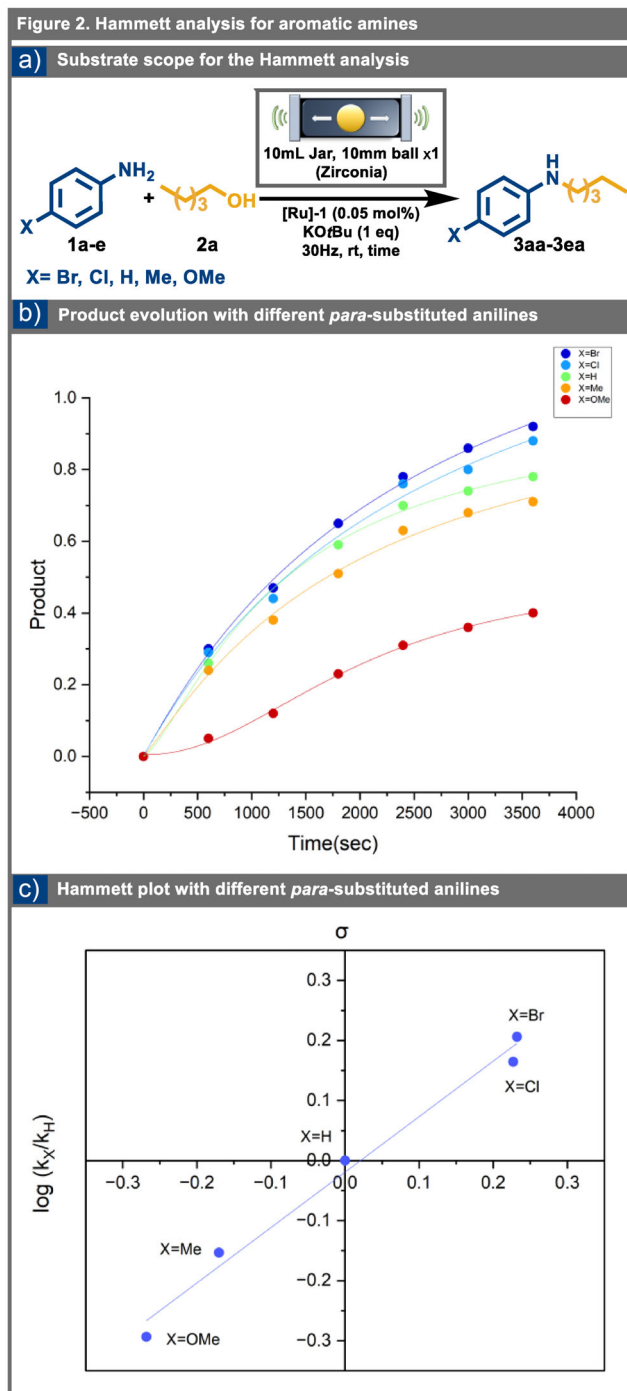 Figure 2. Hammett analysis for aromatic amines
a) Substrate scope for the Hammett analysis
10mL Jar, 10mm ball x1
(Zirconia)
NH2
X
+
( )3
OH
[Ru]-1 (0.05 mol%)
KOtBu (1 eq)
30Hz, rt, time
H
N
( )3
X
1a-e
2a
3aa-3ea
X= Br, Cl, H, Me, OMe
b) Product evolution with different para-substituted anilines
X=Br
X=Cl
X=H
X=Me
X=OMe
1.0
0.8
0.6
0.4
0.2
0.0
Product
−500 0 500 1000 1500 2000 2500 3000 3500 4000
Time(sec)
c) Hammett plot with different para-substituted anilines
σ
0.3
X=Br
0.2
X=Cl
0.1
X=H
0.0
−0.3 −0.2 −0.1 0.0 0.1 0.2 0.3
log (kX/kH)
−0.1
X=Me
−0.2
X=OMe
−0.3